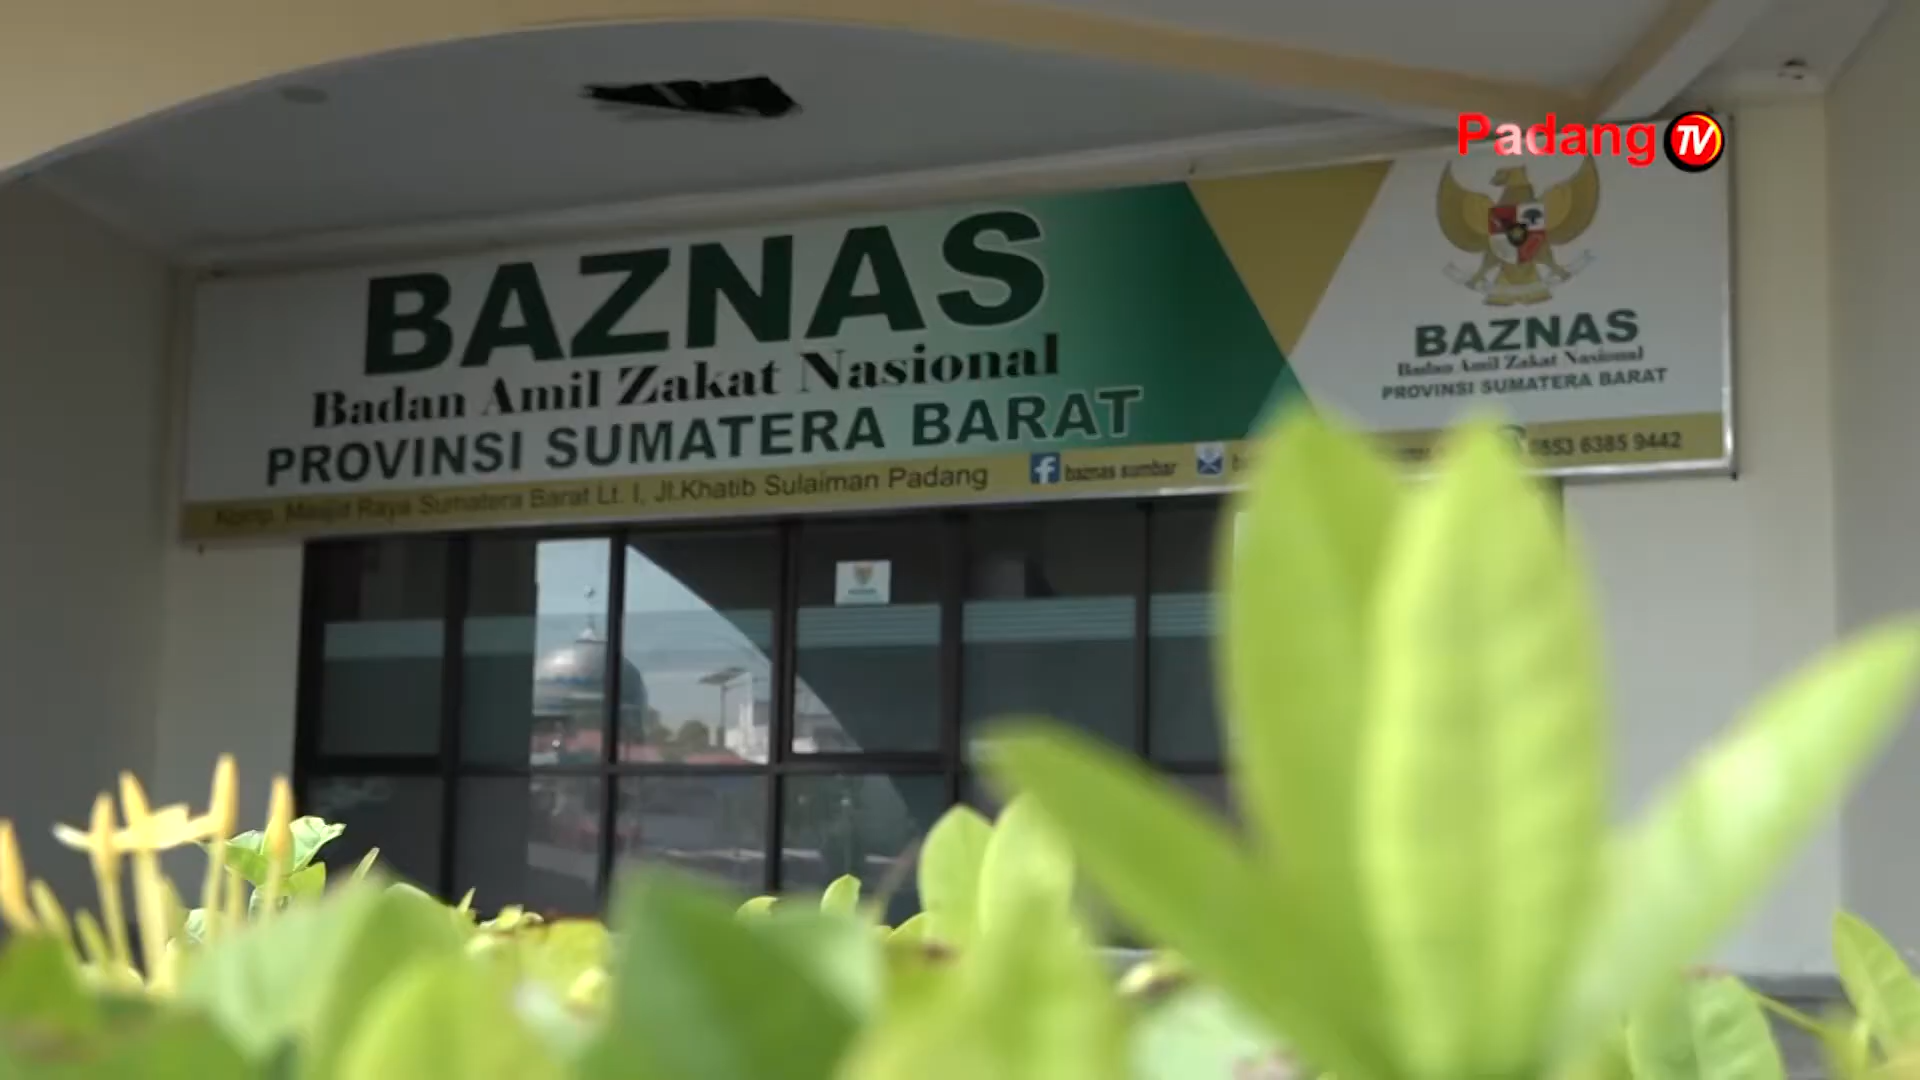 Padang TV
BAZNAS
Badan Amil Zakat Nasional
PROVINSI SUMATERA BARAT
Komp. Masjid Raya Sumatera Barat Lt. I, Jl.Khatib Sulaiman Padang
baznas sumbar
0853 6385 9442
BAZNAS
Badan Amil Zakat Nasional
PROVINSI SUMATERA BARAT